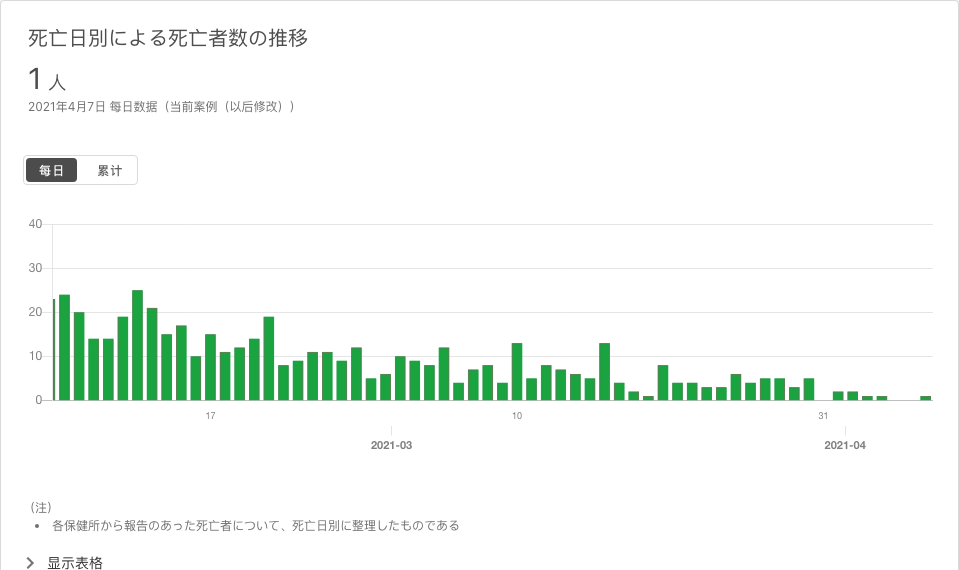 死亡日別による死亡者数の推移
1 人
2021年4月7日 每日数据（当前案例（以后修改））
每日 累计
40
30
20
10
0
17 10 31
2021-03 2021-04
（注）
• 各保健所から報告のあった死亡者について、死亡日別に整理したものである
显示表格